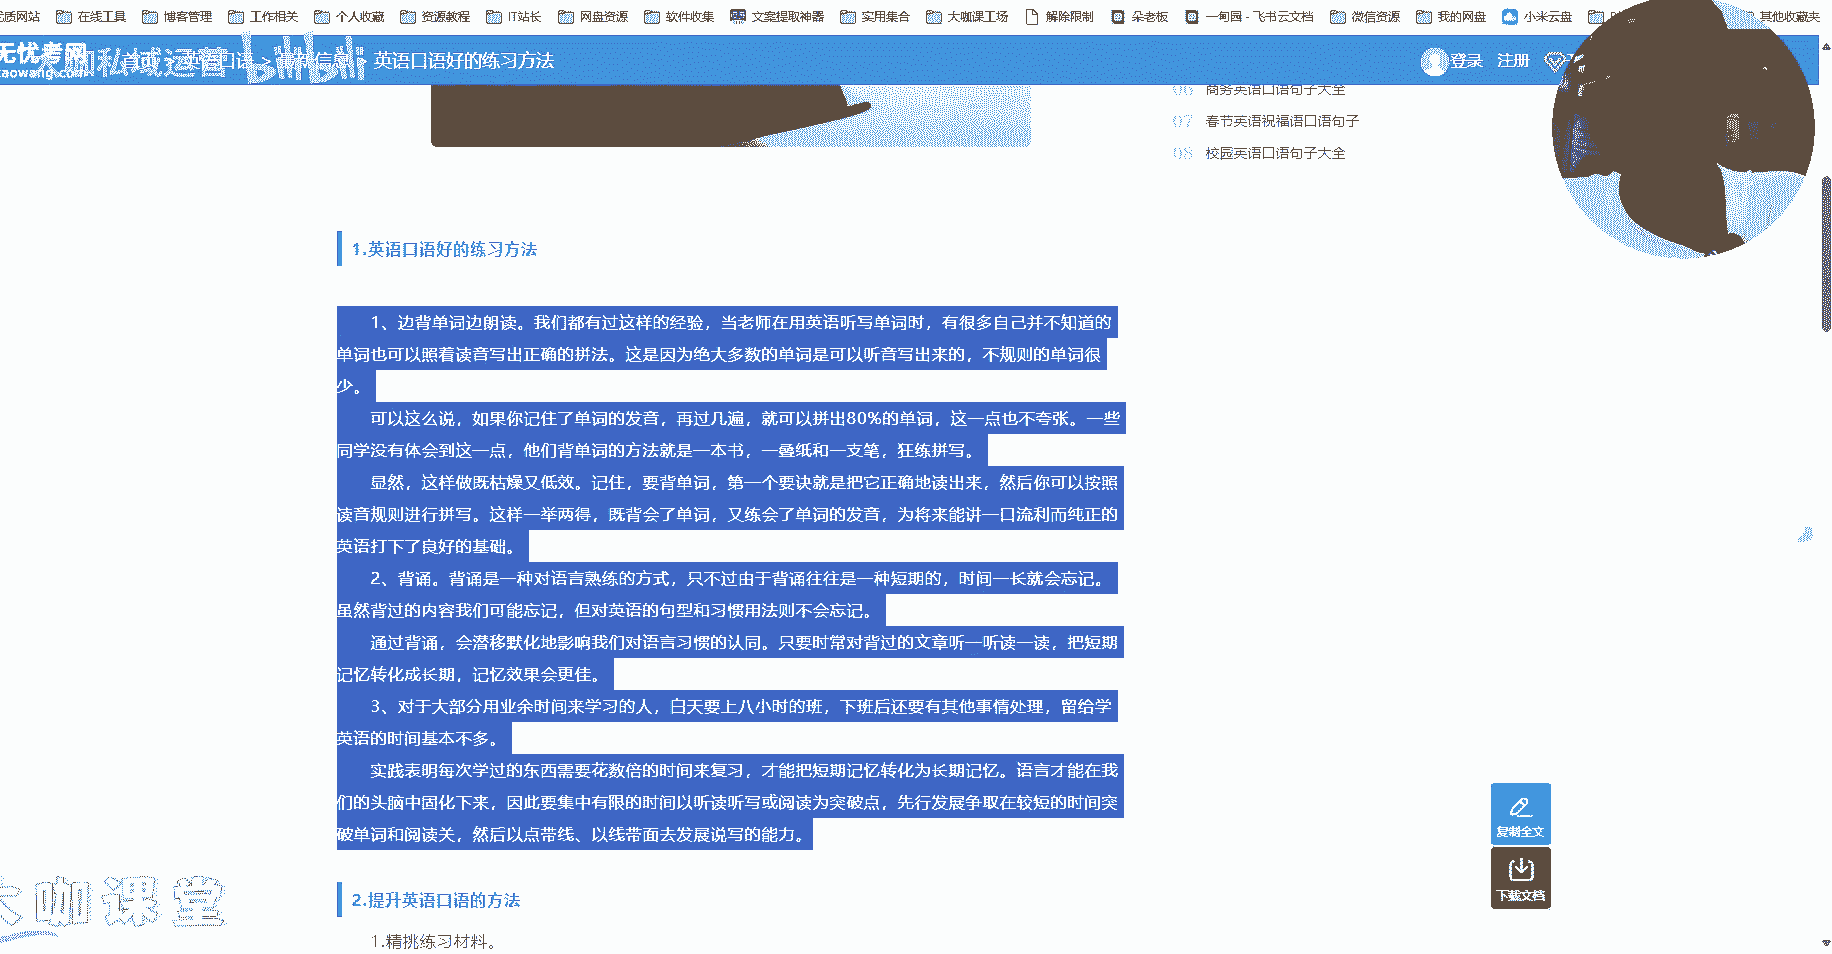 质网站 在线工具 博客管理 工作相关 个人收藏 资源教程 IT站长 网盘资源 软件收集 文案提取神器 实用集合 大咖课工场 解除限制 朵老板 一甸园 - 飞书云文档 微信资源 我的网盘 小米云盘 其他收藏夹
无忧考网 私域运营 bilibili 英语口语好的练习方法 登录 注册
06 商务英语口语句子大全
07 春节英语祝福语口语句子
08 校园英语口语句子大全
1.英语口语好的练习方法
1、边背单词边朗读。我们都有过这样的经验，当老师在用英语听写单词时，有很多自己并不知道的
单词也可以照着读音写出正确的拼法。这是因为绝大多数的单词是可以听音写出来的，不规则的单词很
少。
可以这么说，如果你记住了单词的发音，再过几遍，就可以拼出80%的单词，这一点也不夸张。一些
同学没有体会到这一点，他们背单词的方法就是一本书，一叠纸和一支笔，狂练拼写。
显然，这样做既枯燥又低效。记住，要背单词，第一个要诀就是把它正确地读出来，然后你可以按照
读音规则进行拼写。这样一举两得，既背会了单词，又练会了单词的发音，为将来能讲一口流利而纯正的
英语打下了良好的基础。
2、背诵。背诵是一种对语言熟练的方式，只不过由于背诵往往是一种短期的，时间一长就会忘记。
虽然背过的内容我们可能忘记，但对英语的句型和习惯用法则不会忘记。
通过背诵，会潜移默化地影响我们对语言习惯的认同。只要时常对背过的文章听一听读一读，把短期
记忆转化成长期，记忆效果会更佳。
3、对于大部分用业余时间来学习的人，白天要上八小时的班，下班后还要有其他事情处理，留给学
英语的时间基本不多。
实践表明每次学过的东西需要花数倍的时间来复习，才能把短期记忆转化为长期记忆。语言才能在我
们的头脑中固化下来，因此要集中有限的时间以听读听写或阅读为突破点，先行发展争取在较短的时间突
破单词和阅读关，然后以点带线、以线带面去发展说写的能力。
复制全文
下载文档
大咖课堂
2.提升英语口语的方法
1.精挑练习材料。